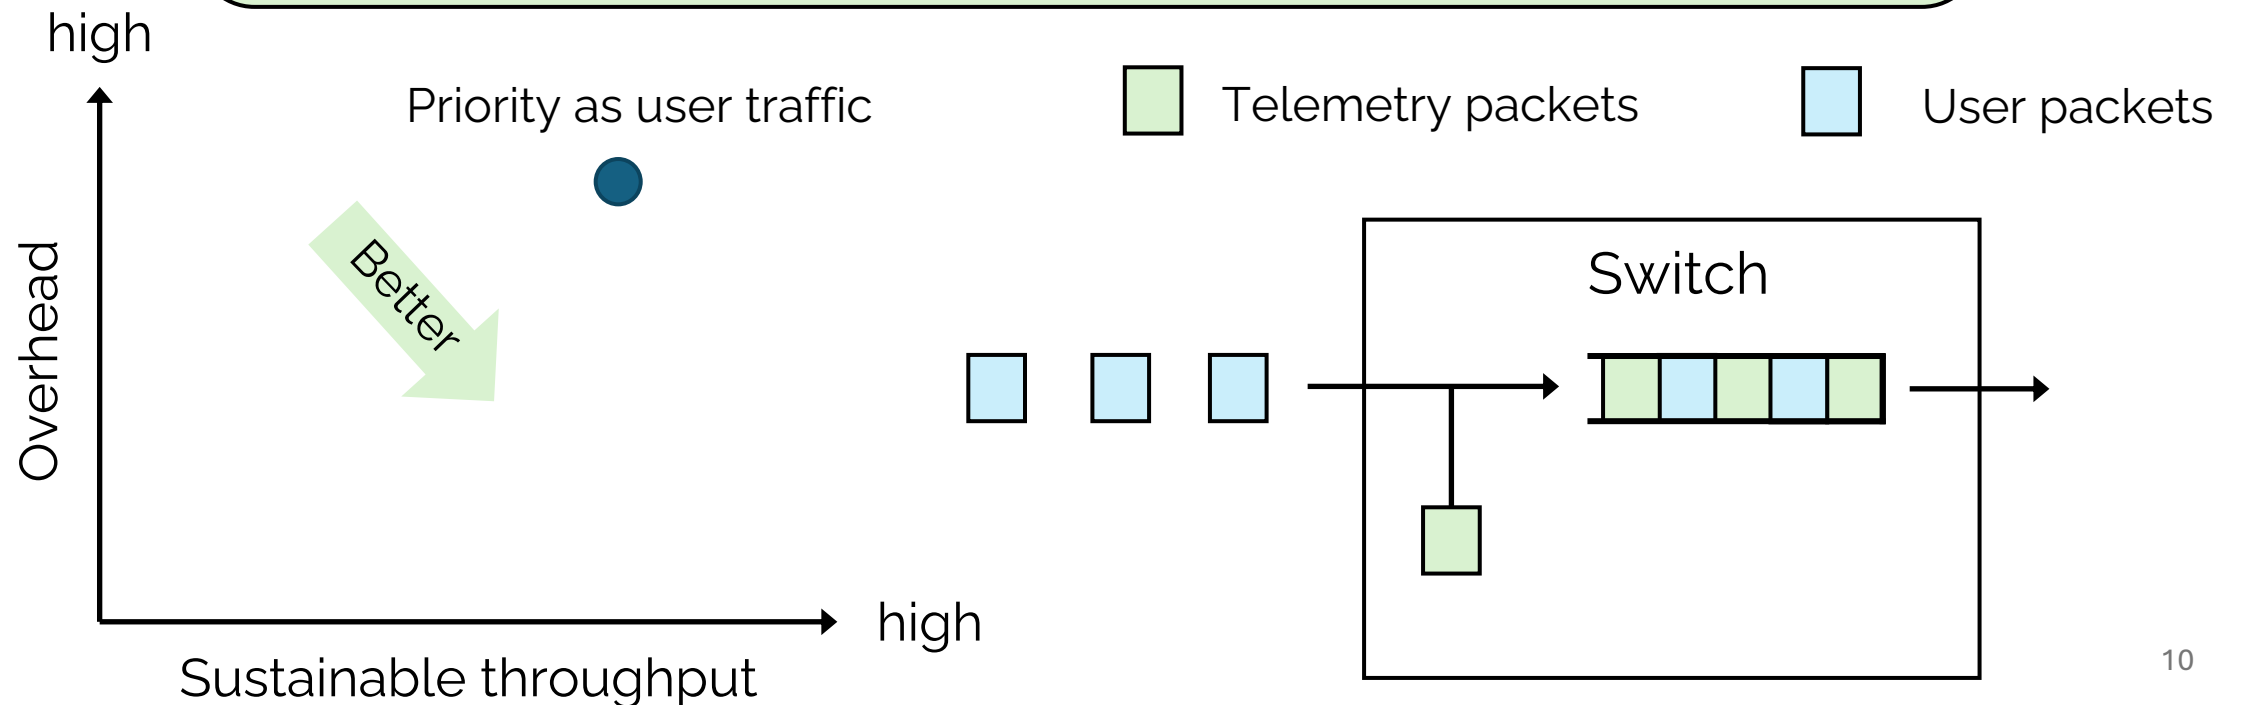 high
Priority as user traffic
Telemetry packets
User packets
Better
Overhead
Switch
high
Sustainable throughput
10